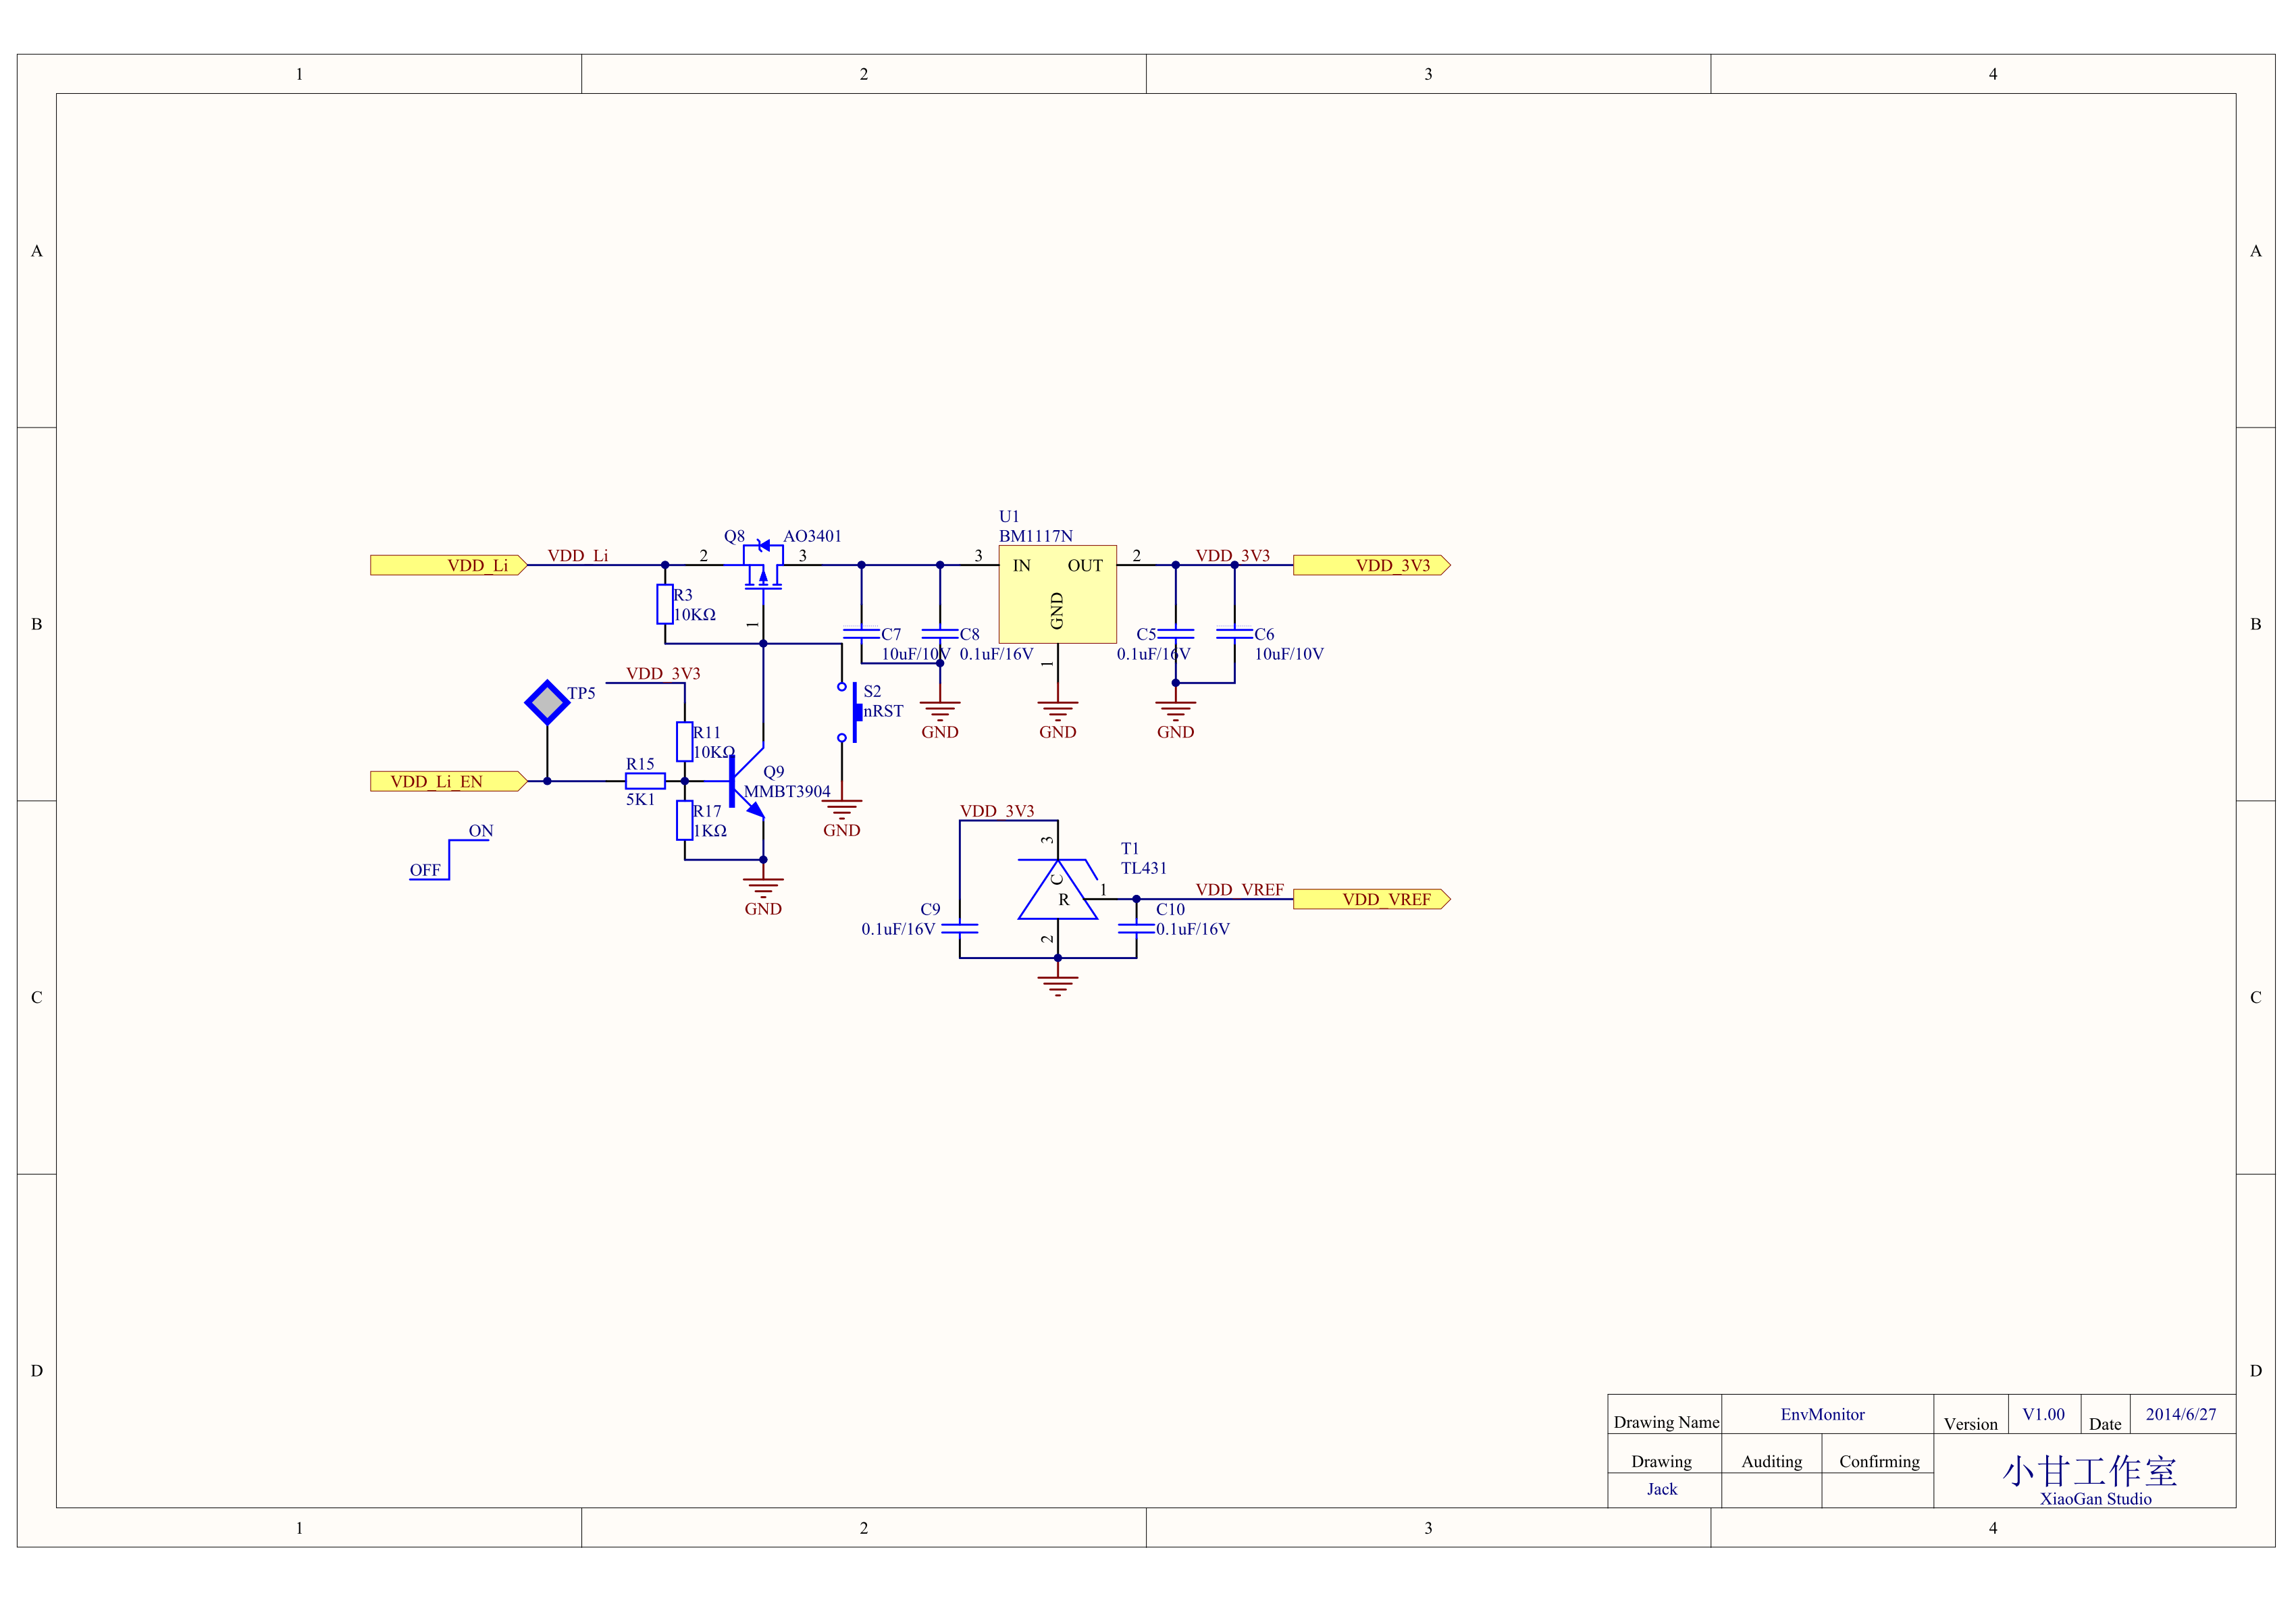 1 2 3 4
A A
U1
BM1117N
Q8 AO3401
VDD_Li VDD_Li 2 3 3 IN OUT 2 VDD_3V3 VDD_3V3
R3
10KΩ
GND
1
B B
C7 C8 C5 C6
10uF/10V 0.1uF/16V 0.1uF/16V 10uF/10V
1
VDD_3V3
TP5
S2
nRST
GND GND GND
R11
10KΩ
R15
VDD_Li_EN
Q9
MMBT3904
5K1
R17
1KΩ
VDD_3V3
ON
GND
3
OFF
T1
TL431
C
R 1 VDD_VREF VDD_VREF
GND
C9 C10
0.1uF/16V 0.1uF/16V
2
C C
D D
Drawing Name EnvMonitor Version V1.00 Date 2014/6/27
Drawing Auditing Confirming
小甘工作室
Jack
XiaoGan Studio
1 2 3 4